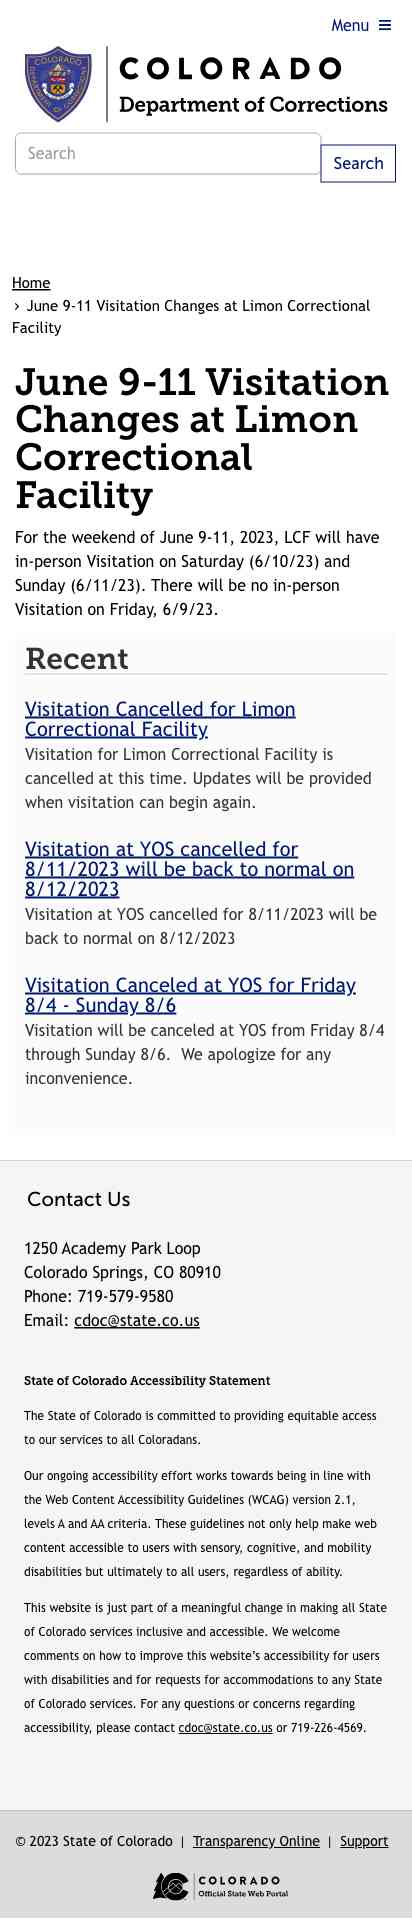 Menu
COLORADO
Department of Corrections
COLORADO
Search
Search
Home
› June 9-11 Visitation Changes at Limon Correctional
Facility
June 9-11 Visitation
Changes at Limon
Correctional
Facility
For the weekend of June 9-11, 2023, LCF will have
in-person Visitation on Saturday (6/10/23) and
Sunday (6/11/23). There will be no in-person
Visitation on Friday, 6/9/23.
Recent
Visitation Cancelled for Limon
Correctional Facility
Visitation for Limon Correctional Facility is
cancelled at this time. Updates will be provided
when visitation can begin again.
Visitation at YOS cancelled for
8/11/2023 will be back to normal on
8/12/2023
Visitation at YOS cancelled for 8/11/2023 will be
back to normal on 8/12/2023
Visitation Canceled at YOS for Friday
8/4 - Sunday 8/6
Visitation will be canceled at YOS from Friday 8/4
through Sunday 8/6.  We apologize for any
inconvenience.
Contact Us
1250 Academy Park Loop
Colorado Springs, CO 80910
Phone: 719-579-9580
Email: cdoc@state.co.us
State of Colorado Accessibility Statement
The State of Colorado is committed to providing equitable access
to our services to all Coloradans.
Our ongoing accessibility effort works towards being in line with
the Web Content Accessibility Guidelines (WCAG) version 2.1,
levels A and AA criteria. These guidelines not only help make web
content accessible to users with sensory, cognitive, and mobility
disabilities but ultimately to all users, regardless of ability.
This website is just part of a meaningful change in making all State
of Colorado services inclusive and accessible. We welcome
comments on how to improve this website's accessibility for users
with disabilities and for requests for accommodations to any State
of Colorado services. For any questions or concerns regarding
accessibility, please contact cdoc@state.co.us or 719-226-4569.
© 2023 State of Colorado | Transparency Online | Support
COLORADO
Official State Web Portal